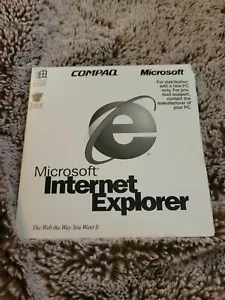 COMPAQ Microsoft
For distribution
with a new PC
only. For pro-
duct support,
contact the
manufacturer of
your PC.
Microsoft
Internet
Explorer
The Web the Way You Want It